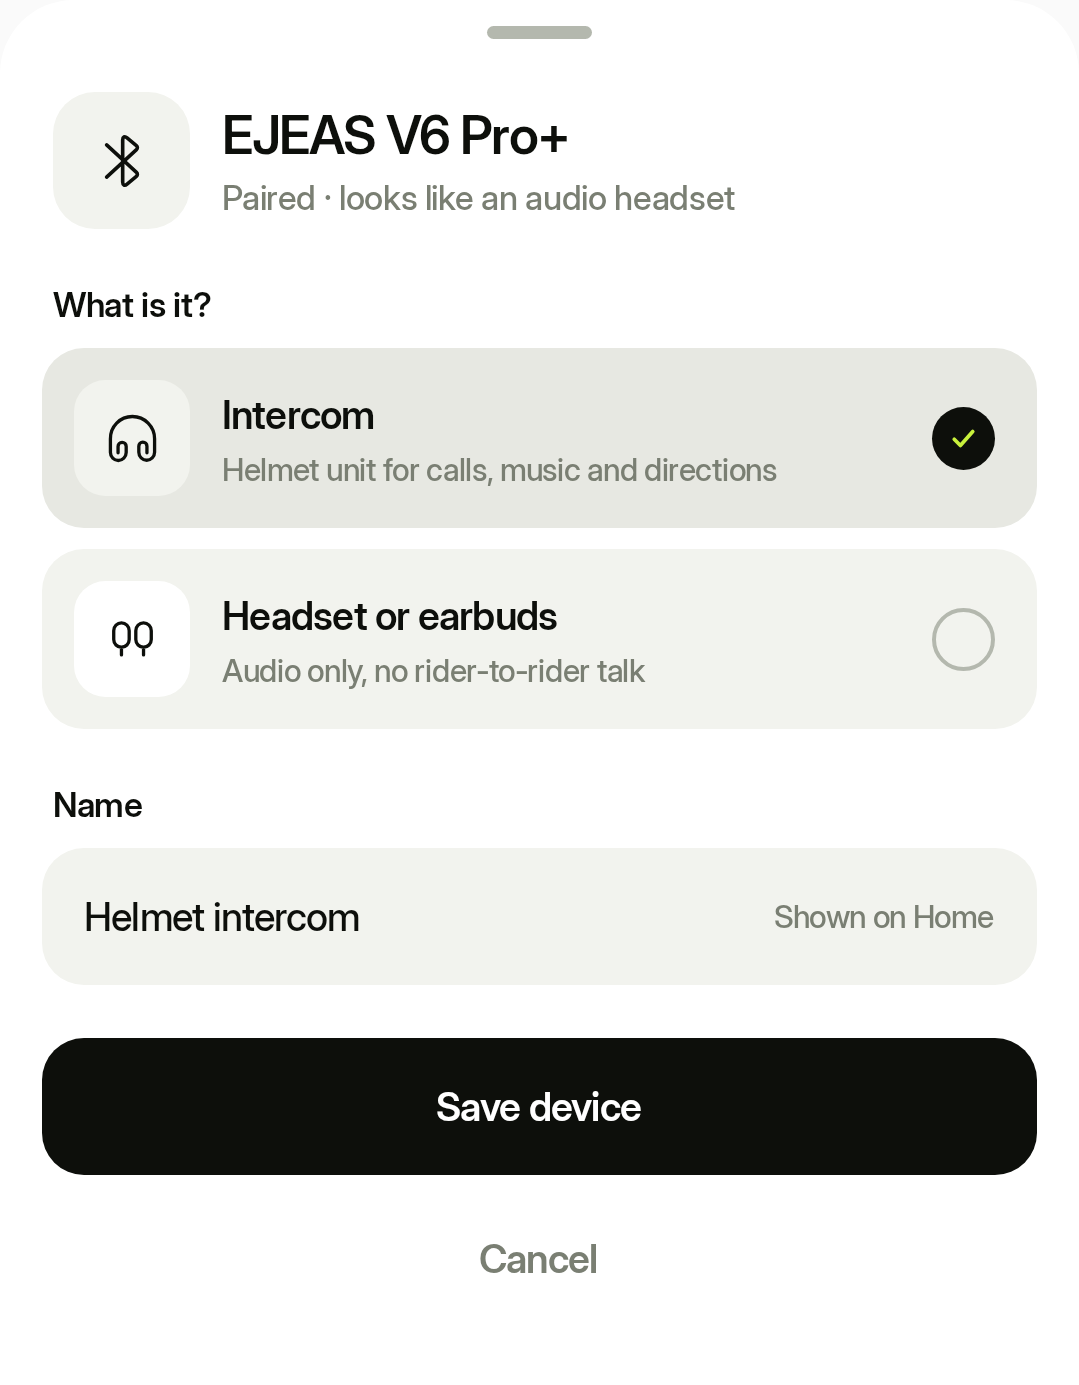 EJEAS V6 Pro+
Paired · looks like an audio headset
What is it?
Intercom
Helmet unit for calls, music and directions
Headset or earbuds
Audio only, no rider-to-rider talk
Name
Helmet intercom
Shown on Home
Save device
Cancel